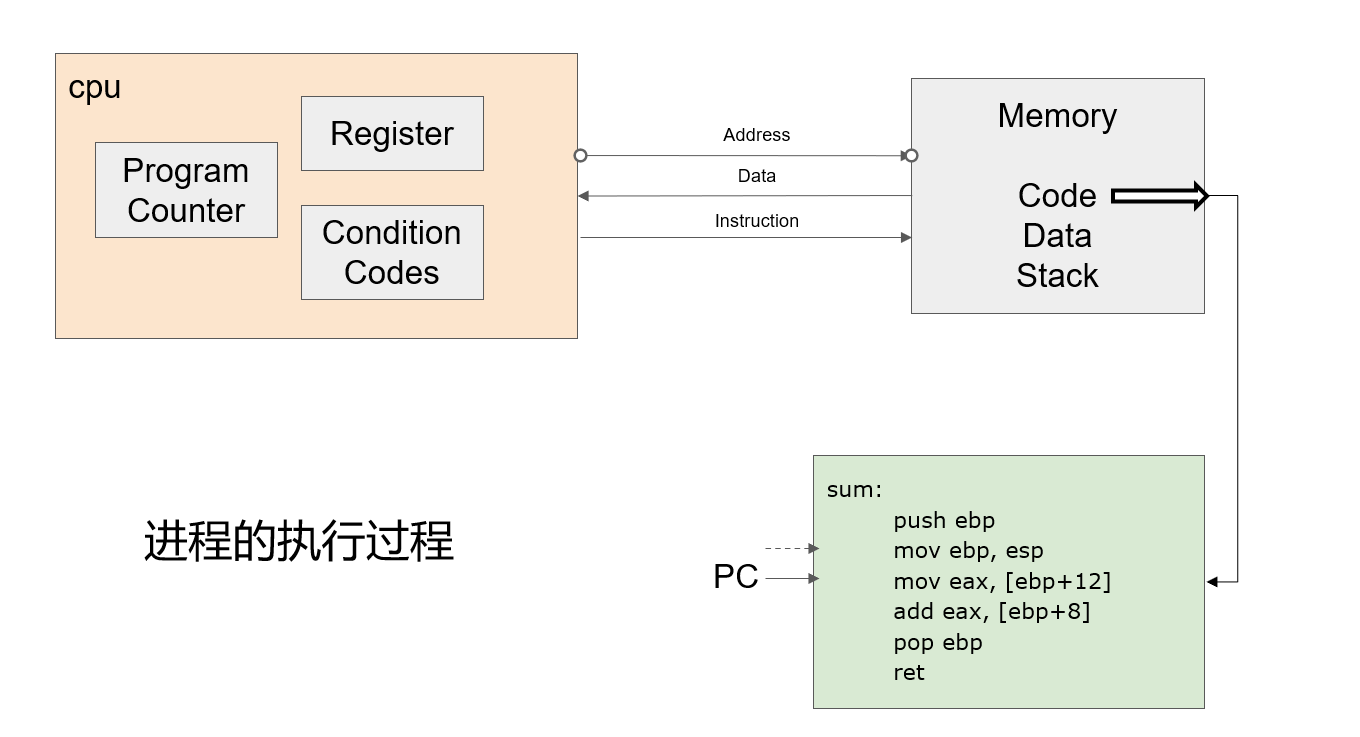 cpu
Register
Program
Counter
Condition
Codes
Address
Data
Instruction
Memory
Code
Data
Stack
进程的执行过程
PC
sum:
push ebp
mov ebp, esp
mov eax, [ebp+12]
add eax, [ebp+8]
pop ebp
ret